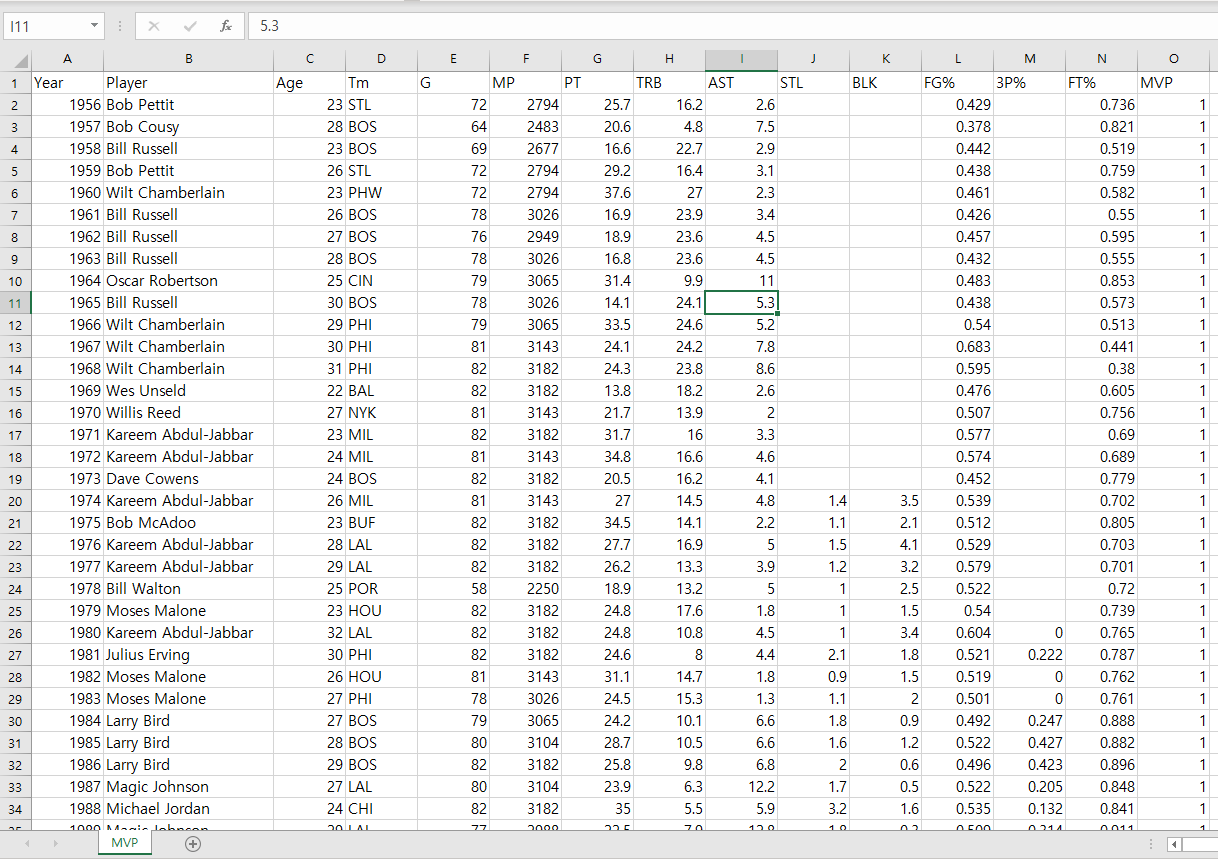 I11 fx 5.3
A B C D E F G H I J K L M N O
1 Year Player Age Tm G MP PT TRB AST STL BLK FG% 3P% FT% MVP
2 1956 Bob Pettit 23 STL 72 2794 25.7 16.2 2.6 0.429 0.736 1
3 1957 Bob Cousy 28 BOS 64 2483 20.6 4.8 7.5 0.378 0.821 1
4 1958 Bill Russell 23 BOS 69 2677 16.6 22.7 2.9 0.442 0.519 1
5 1959 Bob Pettit 26 STL 72 2794 29.2 16.4 3.1 0.438 0.759 1
6 1960 Wilt Chamberlain 23 PHW 72 2794 37.6 27 2.3 0.461 0.582 1
7 1961 Bill Russell 26 BOS 78 3026 16.9 23.9 3.4 0.426 0.55 1
8 1962 Bill Russell 27 BOS 76 2949 18.9 23.6 4.5 0.457 0.595 1
9 1963 Bill Russell 28 BOS 78 3026 16.8 23.6 4.5 0.432 0.555 1
10 1964 Oscar Robertson 25 CIN 79 3065 31.4 9.9 11 0.483 0.853 1
11 1965 Bill Russell 30 BOS 78 3026 14.1 24.1 5.3 0.438 0.573 1
12 1966 Wilt Chamberlain 29 PHI 79 3065 33.5 24.6 5.2 0.54 0.513 1
13 1967 Wilt Chamberlain 30 PHI 81 3143 24.1 24.2 7.8 0.683 0.441 1
14 1968 Wilt Chamberlain 31 PHI 82 3182 24.3 23.8 8.6 0.595 0.38 1
15 1969 Wes Unseld 22 BAL 82 3182 13.8 18.2 2.6 0.476 0.605 1
16 1970 Willis Reed 27 NYK 81 3143 21.7 13.9 2 0.507 0.756 1
17 1971 Kareem Abdul-Jabbar 23 MIL 82 3182 31.7 16 3.3 0.577 0.69 1
18 1972 Kareem Abdul-Jabbar 24 MIL 81 3143 34.8 16.6 4.6 0.574 0.689 1
19 1973 Dave Cowens 24 BOS 82 3182 20.5 16.2 4.1 0.452 0.779 1
20 1974 Kareem Abdul-Jabbar 26 MIL 81 3143 27 14.5 4.8 1.4 3.5 0.539 0.702 1
21 1975 Bob McAdoo 23 BUF 82 3182 34.5 14.1 2.2 1.1 2.1 0.512 0.805 1
22 1976 Kareem Abdul-Jabbar 28 LAL 82 3182 27.7 16.9 5 1.5 4.1 0.529 0.703 1
23 1977 Kareem Abdul-Jabbar 29 LAL 82 3182 26.2 13.3 3.9 1.2 3.2 0.579 0.701 1
24 1978 Bill Walton 25 POR 58 2250 18.9 13.2 5 1 2.5 0.522 0.72 1
25 1979 Moses Malone 23 HOU 82 3182 24.8 17.6 1.8 1 1.5 0.54 0.739 1
26 1980 Kareem Abdul-Jabbar 32 LAL 82 3182 24.8 10.8 4.5 1 3.4 0.604 0 0.765 1
27 1981 Julius Erving 30 PHI 82 3182 24.6 8 4.4 2.1 1.8 0.521 0.222 0.787 1
28 1982 Moses Malone 26 HOU 81 3143 31.1 14.7 1.8 0.9 1.5 0.519 0 0.762 1
29 1983 Moses Malone 27 PHI 78 3026 24.5 15.3 1.3 1.1 2 0.501 0 0.761 1
30 1984 Larry Bird 27 BOS 79 3065 24.2 10.1 6.6 1.8 0.9 0.492 0.247 0.888 1
31 1985 Larry Bird 28 BOS 80 3104 28.7 10.5 6.6 1.6 1.2 0.522 0.427 0.882 1
32 1986 Larry Bird 29 BOS 82 3182 25.8 9.8 6.8 2 0.6 0.496 0.423 0.896 1
33 1987 Magic Johnson 27 LAL 80 3104 23.9 6.3 12.2 1.7 0.5 0.522 0.205 0.848 1
34 1988 Michael Jordan 24 CHI 82 3182 35 5.5 5.9 3.2 1.6 0.535 0.132 0.841 1
35 1989 Magic Johnson
MVP